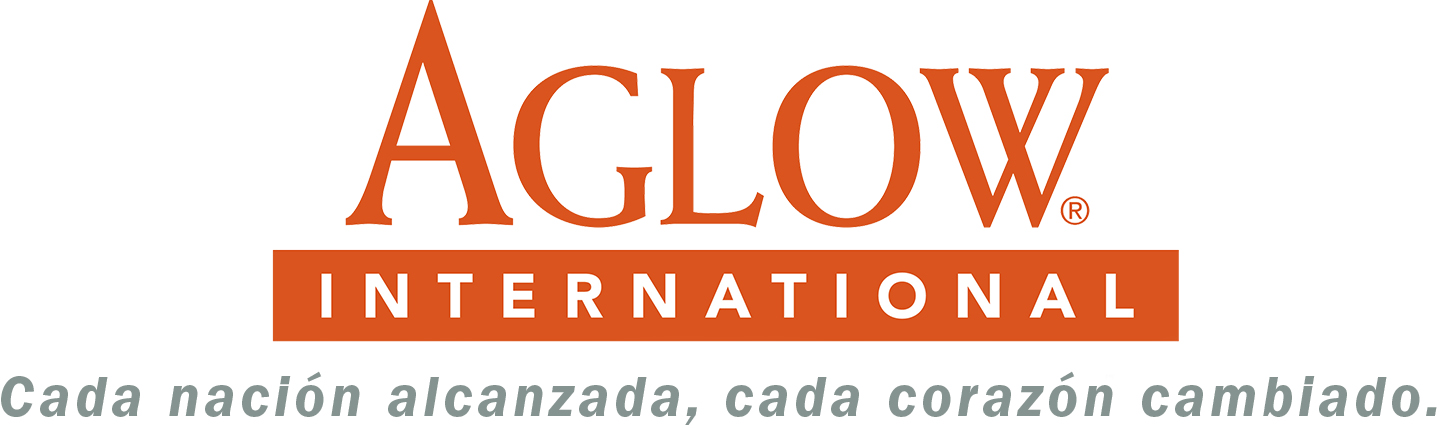 AGLOW®
INTERNATIONAL
Cada nación alcanzada, cada corazón cambiado.